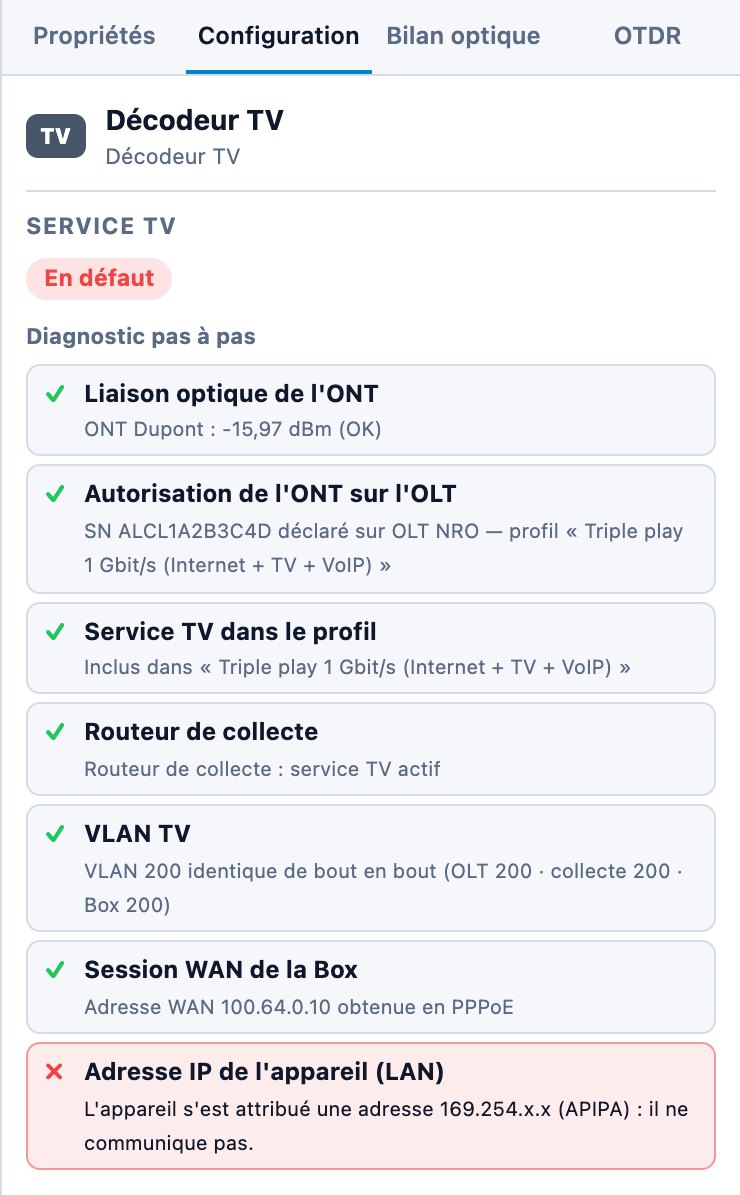 Propriétés Configuration Bilan optique OTDR
TV
Décodeur TV
Décodeur TV
SERVICE TV
En défaut
Diagnostic pas à pas
Liaison optique de l'ONT
ONT Dupont : -15,97 dBm (OK)
Autorisation de l'ONT sur l'OLT
SN ALCL1A2B3C4D déclaré sur OLT NRO — profil « Triple play
1 Gbit/s (Internet + TV + VoIP) »
Service TV dans le profil
Inclus dans « Triple play 1 Gbit/s (Internet + TV + VoIP) »
Routeur de collecte
Routeur de collecte : service TV actif
VLAN TV
VLAN 200 identique de bout en bout (OLT 200 · collecte 200 ·
Box 200)
Session WAN de la Box
Adresse WAN 100.64.0.10 obtenue en PPPoE
Adresse IP de l'appareil (LAN)
L'appareil s'est attribué une adresse 169.254.x.x (APIPA) : il ne
communique pas.